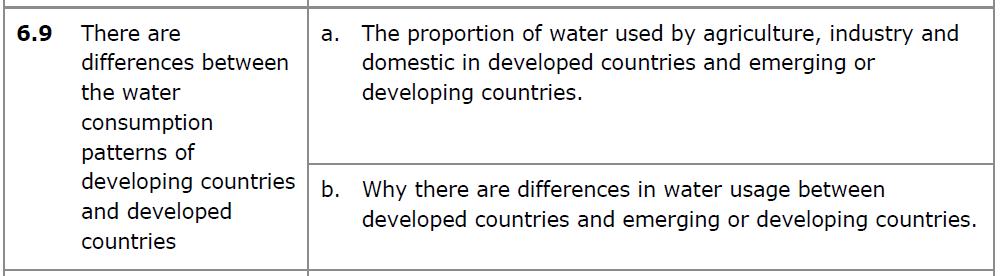 6.9 There are
differences between
the water
consumption
patterns of
developing countries
and developed
countries
a. The proportion of water used by agriculture, industry and
domestic in developed countries and emerging or
developing countries.
b. Why there are differences in water usage between
developed countries and emerging or developing countries.